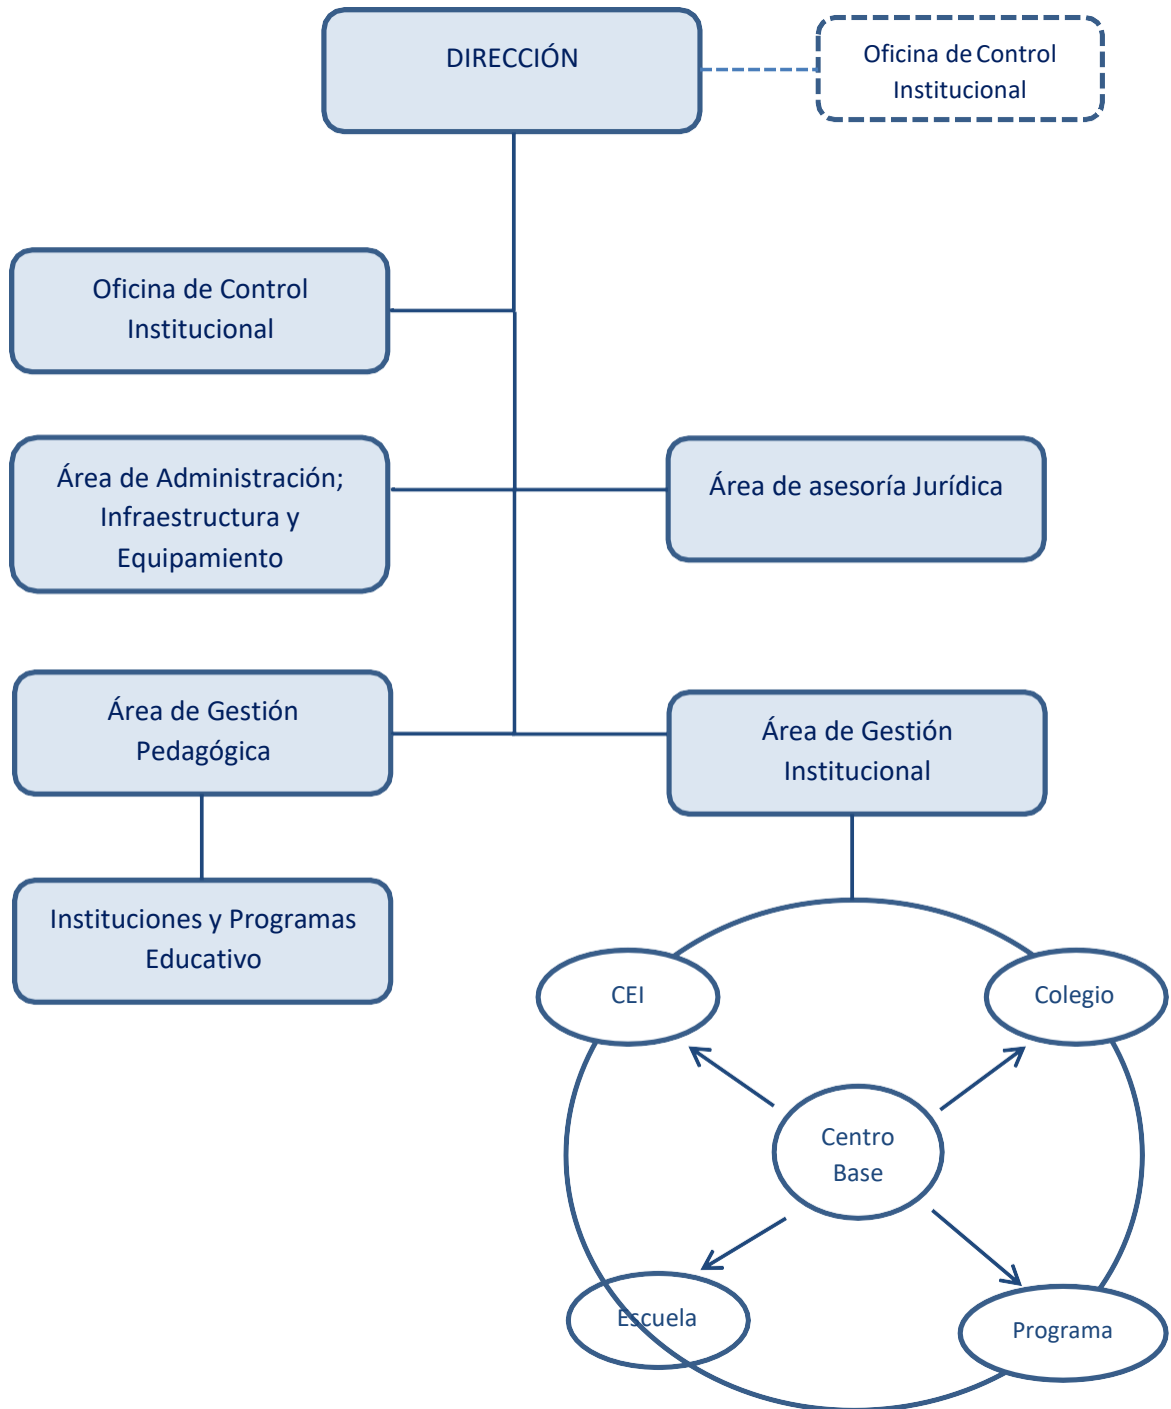 DIRECCIÓN
Oficina de Control
Institucional
Oficina de Control
Institucional
Área de Administración;
Infraestructura y
Equipamiento
Área de asesoría Jurídica
Área de Gestión
Pedagógica
Área de Gestión
Institucional
Instituciones y Programas
Educativo
CEI
Colegio
Centro
Base
Escuela
Programa